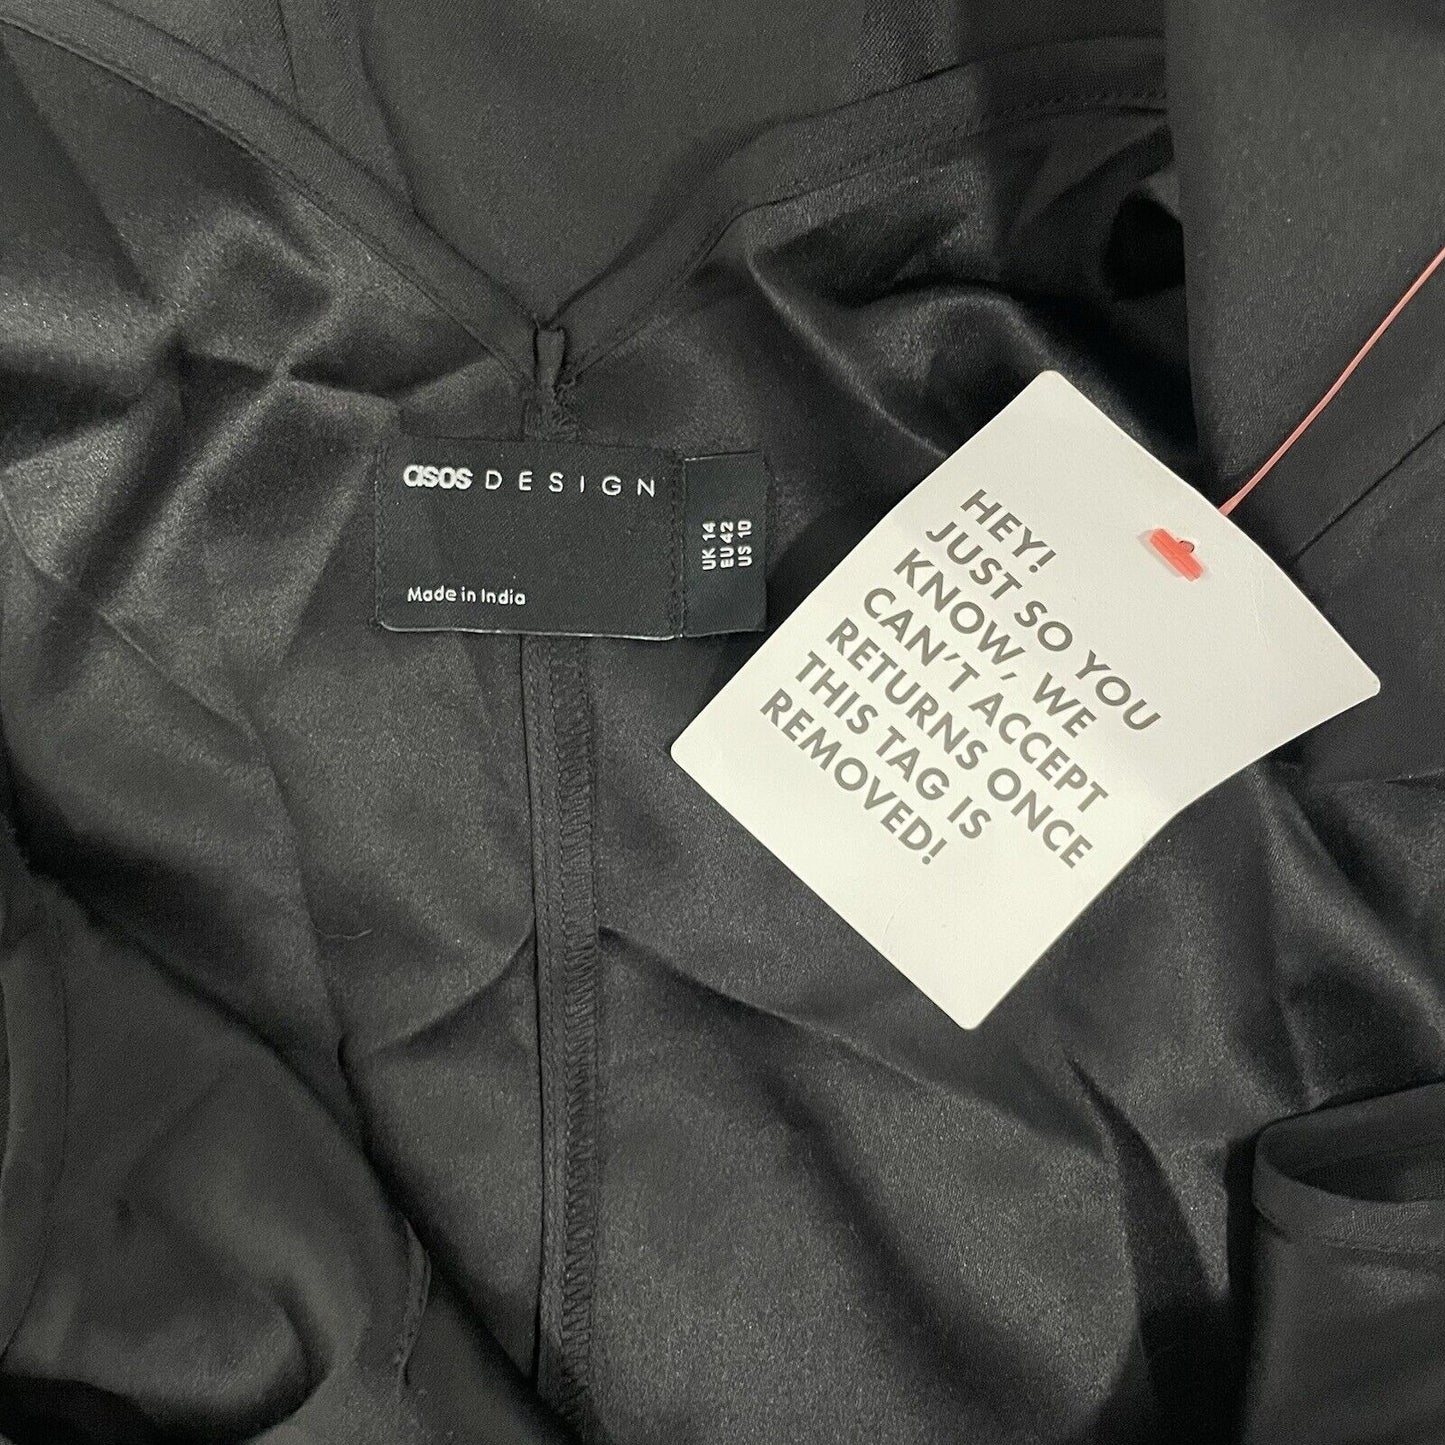 asos DESIGN
Made in India
UK 14
EU 42
US 10
HEY!
JUST SO YOU
KNOW, WE
CAN'T ACCEPT
RETURNS ONCE
THIS TAG IS
REMOVED!